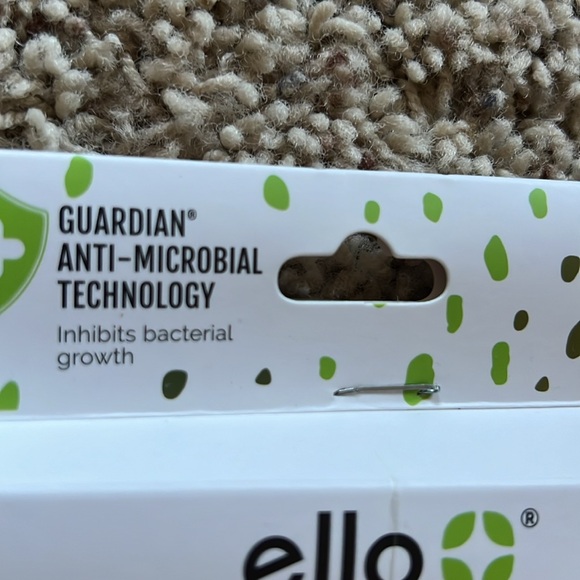 GUARDIAN®
ANTI-MICROBIAL
TECHNOLOGY
Inhibits bacterial
growth
ello ®